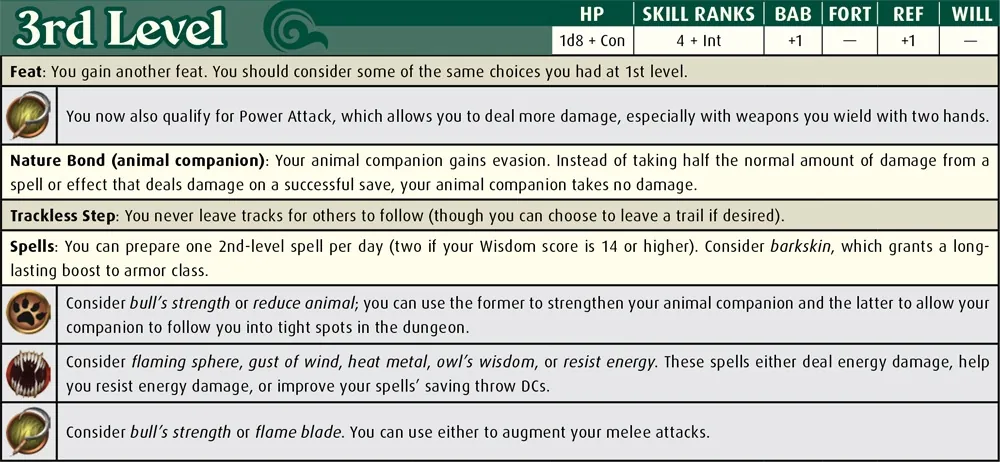 3rd Level
HP SKILL RANKS BAB FORT REF WILL
1d8 + Con 4 + Int +1 — +1 —
Feat: You gain another feat. You should consider some of the same choices you had at 1st level.
You now also qualify for Power Attack, which allows you to deal more damage, especially with weapons you wield with two hands.
Nature Bond (animal companion): Your animal companion gains evasion. Instead of taking half the normal amount of damage from a
spell or effect that deals damage on a successful save, your animal companion takes no damage.
Trackless Step: You never leave tracks for others to follow (though you can choose to leave a trail if desired).
Spells: You can prepare one 2nd-level spell per day (two if your Wisdom score is 14 or higher). Consider barkskin, which grants a long-
lasting boost to armor class.
Consider bull's strength or reduce animal; you can use the former to strengthen your animal companion and the latter to allow your
companion to follow you into tight spots in the dungeon.
Consider flaming sphere, gust of wind, heat metal, owl's wisdom, or resist energy. These spells either deal energy damage, help
you resist energy damage, or improve your spells' saving throw DCs.
Consider bull's strength or flame blade. You can use either to augment your melee attacks.